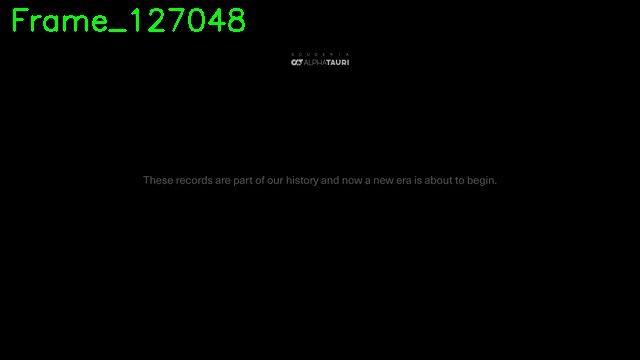 Frame_127048
SCUDERIA
ALPHATAURI
These records are part of our history and now a new era is about to begin.